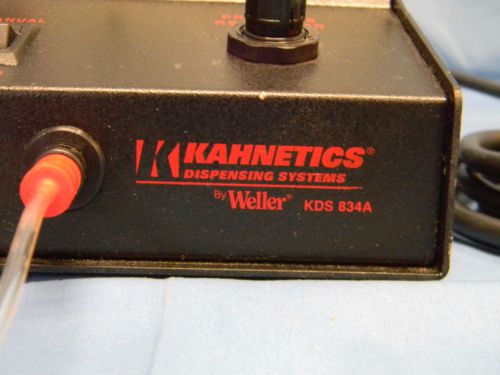 KAHNETICS®
DISPENSING SYSTEMS
By Weller® KDS 834A